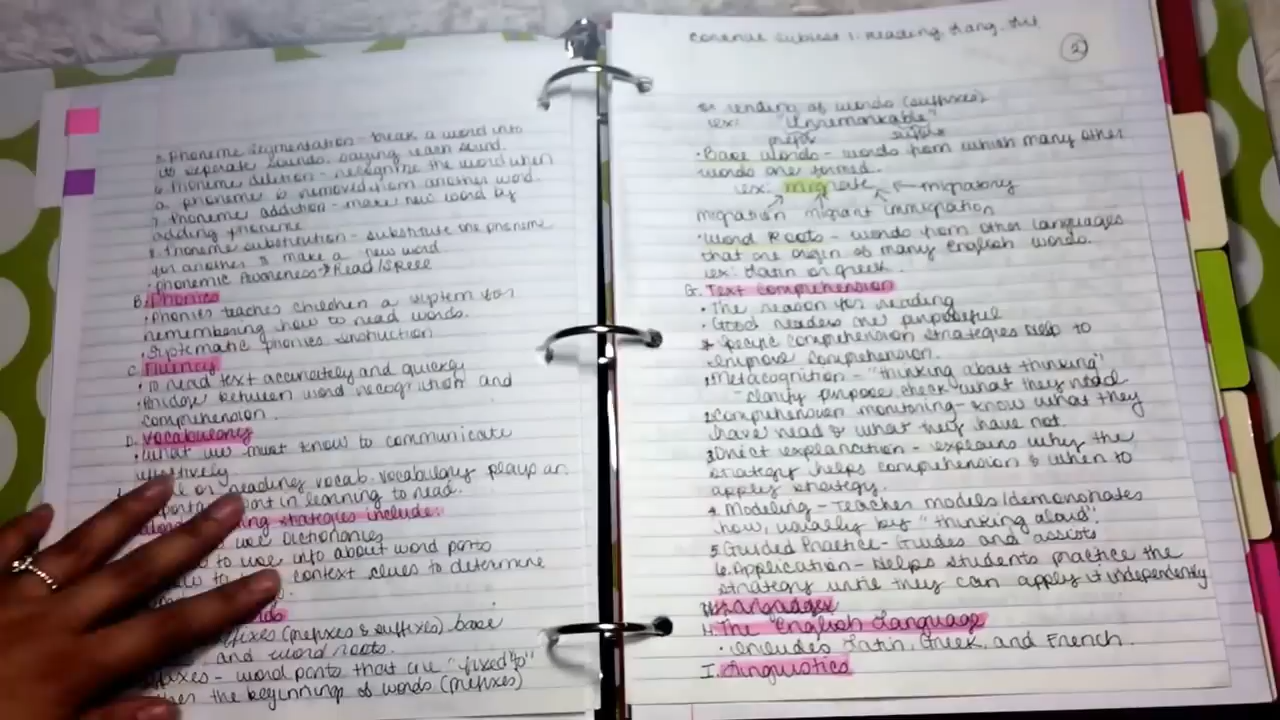 5. Phoneme segmentation - break a word into
its seperate sounds, saying each sound.
6. Phoneme deletion - recognize the word when
a phoneme is removed from another word.
7. Phoneme addition - make new word by
adding phoneme
8. Phoneme substitution - substitute one phoneme
for another to make a new word
• phonemic Awareness → Read/Spell
B. Phonics
• Phonics teaches children a system for
remembering how to read words.
• Systematic phonics instruction
C. Fluency
• to read text accurately and quickly
• Bridge between word recognition and
comprehension.
D. Vocabulary
• What we must know to communicate
effectively
or reading vocab. vocabulary plays an
part in learning to read.
strategies include:
use Dictionaries
to use info about word parts
context clues to determine
(prefixes & suffixes) base
and word roots.
- word parts that are "fixed to"
the beginning of words (prefixes)
Continue Subtest 1: Reading, Lang, Lit
2
or ending of words (suffixes)
ex: "Unremarkable"
prefix suffix
• Base words - words from which many other
words are formed.
ex: migrate migratory
migration migrant immigration
• Word Roots - words from other languages
that are origin of many English words.
ex: Latin or greek
G. Text comprehension
• The reason for reading
• Good readers are purposeful
* Specific comprehension strategies help to
improve comprehension.
1. Metacognition - "thinking about thinking"
- clarify purpose, check what they read
2. Comprehension monitoring - know what they
have read & what they have not.
3. Direct explanation - explains why the
strategy helps comprehension & when to
apply strategy.
4. Modeling - Teacher models/demonstrates
how, usually by "thinking aloud".
5. Guided Practice - Guides and assists
6. Application - Helps students practice the
strategy until they can apply it independently
Languages
H. The English Language
• includes Latin, Greek, and French.
I. Linguistics